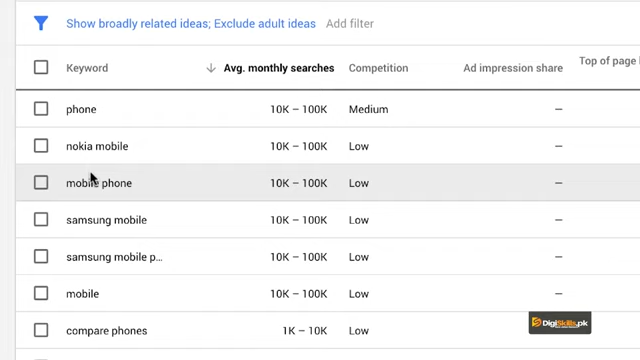 Show broadly related ideas; Exclude adult ideas Add filter
Keyword Avg. monthly searches Competition Ad impression share Top of page
phone 10K – 100K Medium –
nokia mobile 10K – 100K Low –
mobile phone 10K – 100K Low –
samsung mobile 10K – 100K Low –
samsung mobile p... 10K – 100K Low –
mobile 10K – 100K Low –
DigiSkills.pk
compare phones 1K – 10K Low